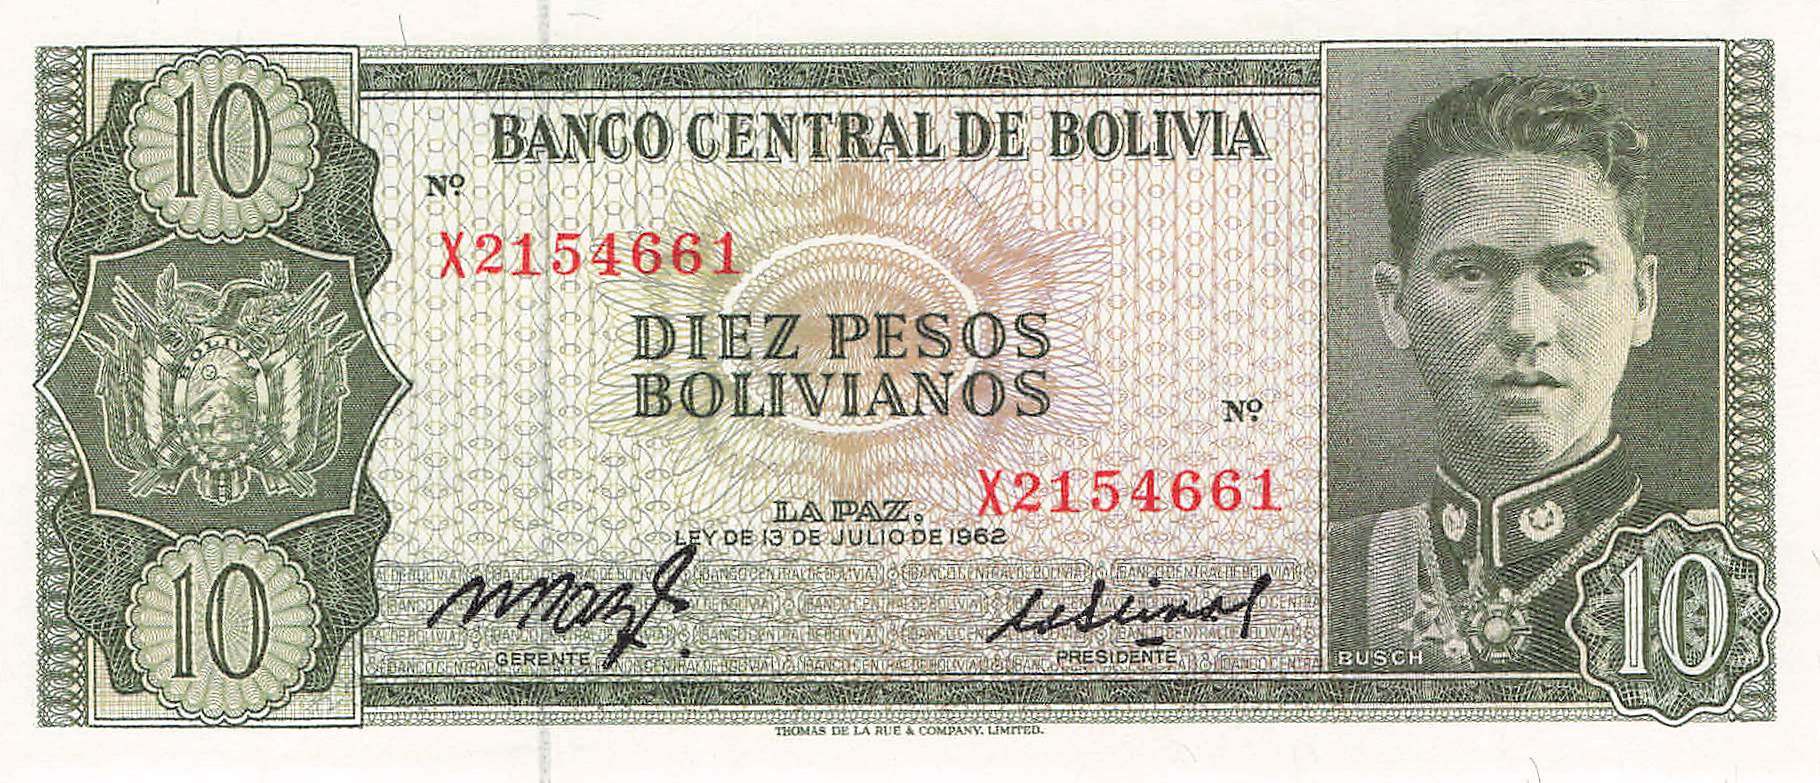 10
BANCO CENTRAL DE BOLIVIA
Nº
X2154661
DIEZ PESOS
BOLIVIANOS
Nº
X2154661
LA PAZ,
LEY DE 13 DE JULIO DE 1962
GERENTE
PRESIDENTE
BUSCH
10
10
THOMAS DE LA RUE & COMPANY, LIMITED.